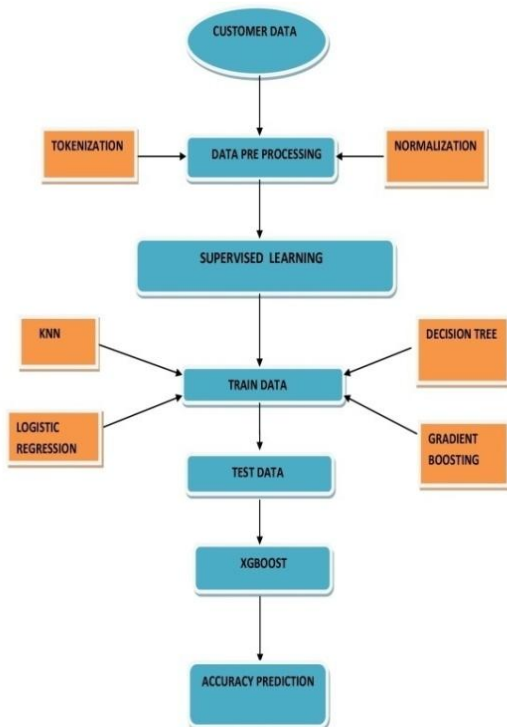 CUSTOMER DATA
TOKENIZATION
DATA PRE PROCESSING
NORMALIZATION
SUPERVISED LEARNING
KNN
DECISION TREE
TRAIN DATA
LOGISTIC
REGRESSION
GRADIENT
BOOSTING
TEST DATA
XGBOOST
ACCURACY PREDICTION